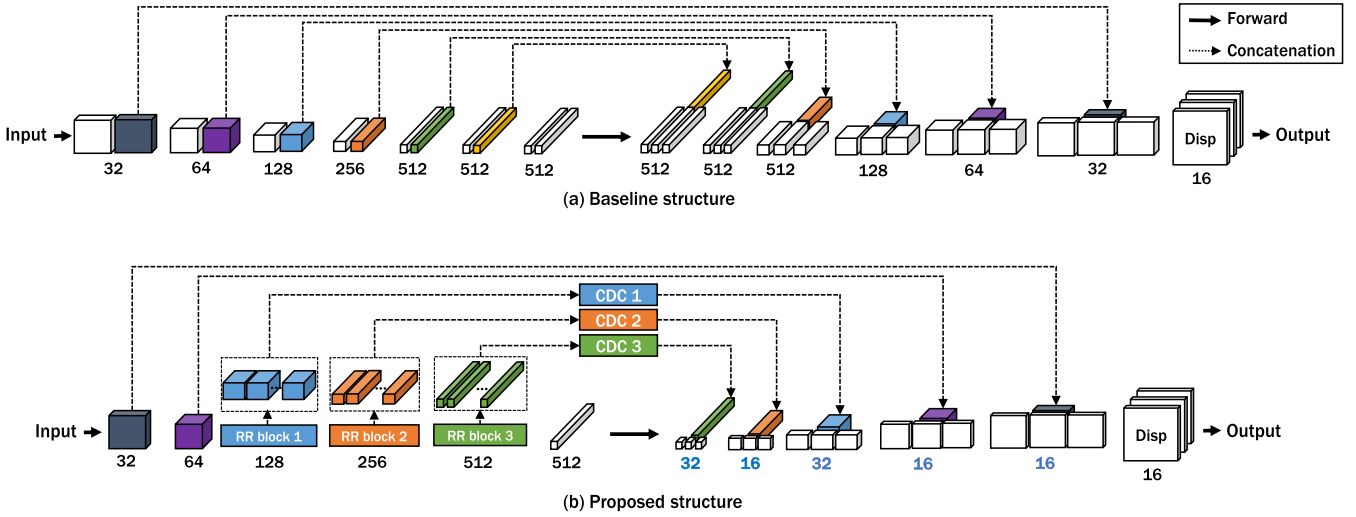 Forward
Concatenation
Input
Disp
Output
32 64 128 256 512 512 512 512 512 512 128 64 32 16
(a) Baseline structure
CDC 1
CDC 2
CDC 3
RR block 1 RR block 2 RR block 3
Input
Disp
Output
32 64 128 256 512 512 32 16 32 16 16 16
(b) Proposed structure